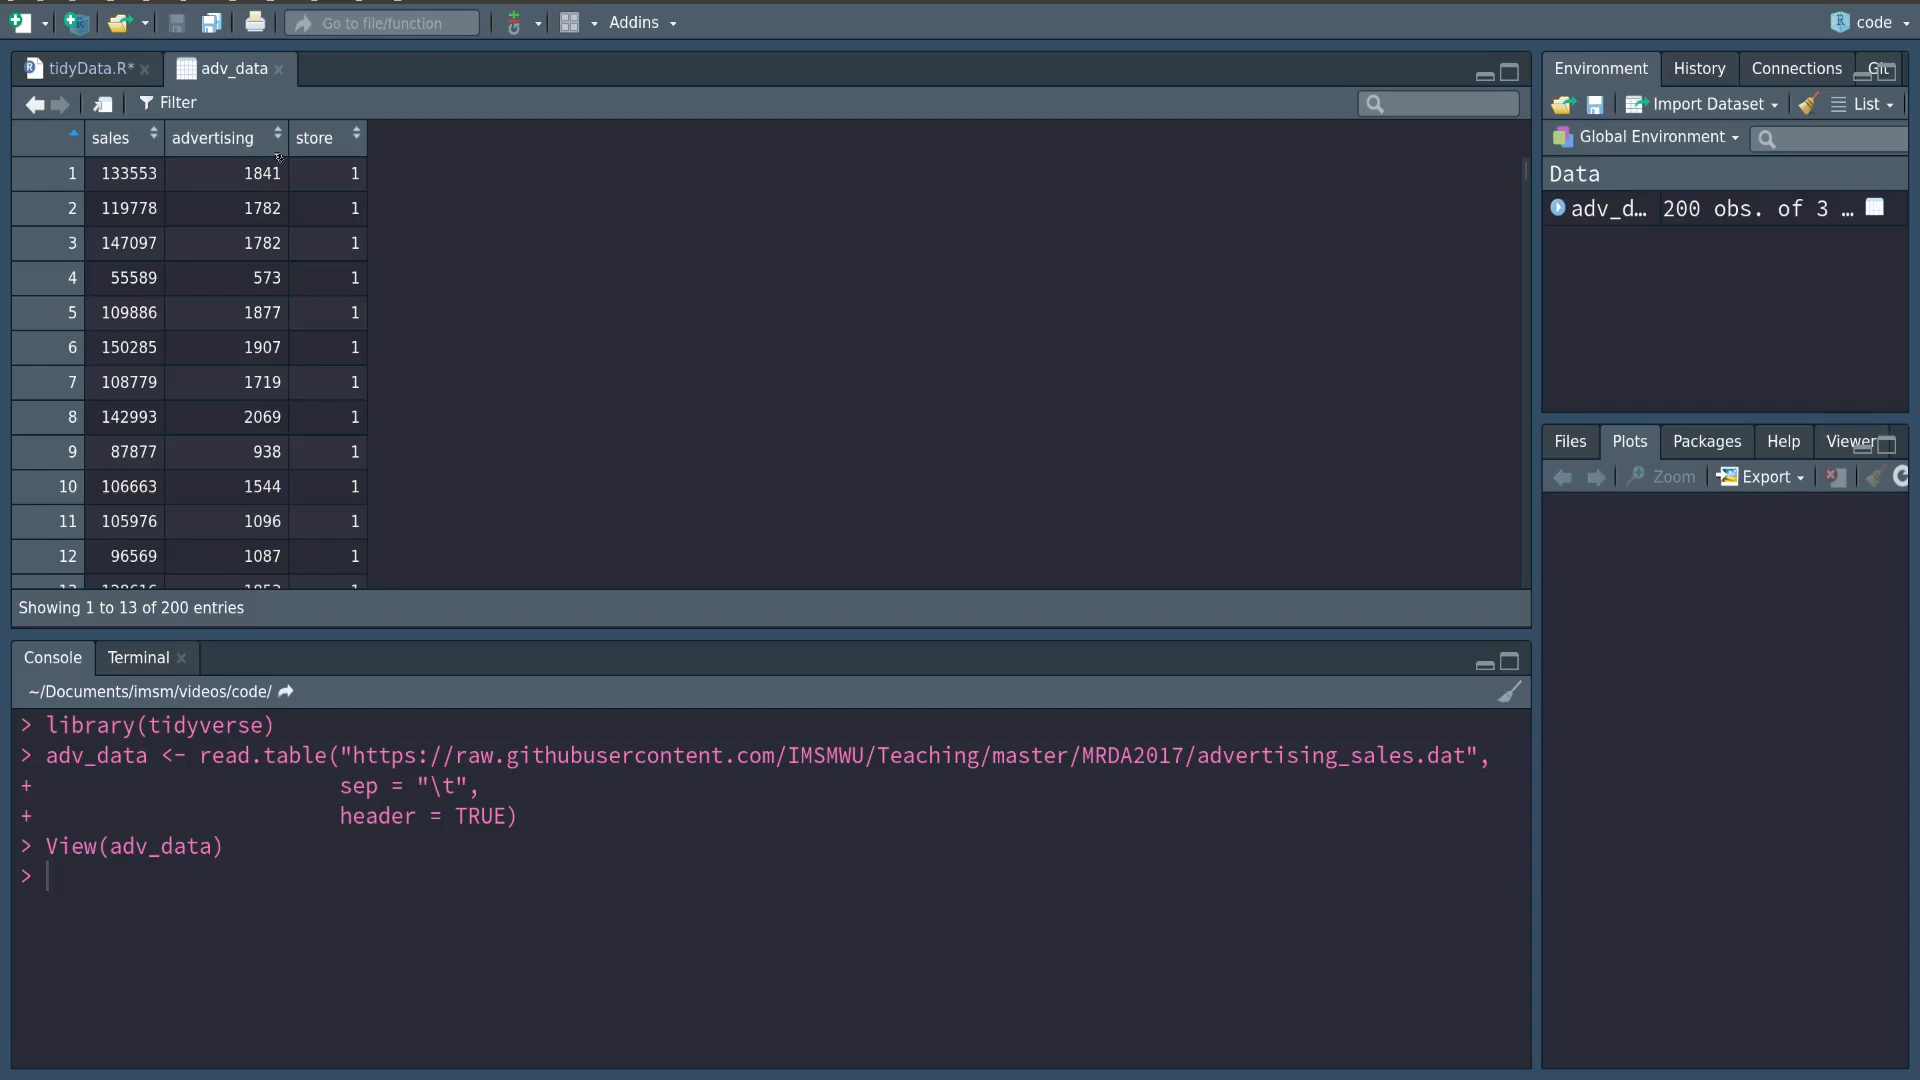 Go to file/function
Addins
code
tidyData.R*
adv_data
Filter
sales advertising store
1 133553 1841 1
2 119778 1782 1
3 147097 1782 1
4 55589 573 1
5 109886 1877 1
6 150285 1907 1
7 108779 1719 1
8 142993 2069 1
9 87877 938 1
10 106663 1544 1
11 105976 1096 1
12 96569 1087 1
Showing 1 to 13 of 200 entries
Console Terminal
~/Documents/imsm/videos/code/
> library(tidyverse)
> adv_data <- read.table("https://raw.githubusercontent.com/IMSMWU/Teaching/master/MRDA2017/advertising_sales.dat",
+ sep = "\t",
+ header = TRUE)
> View(adv_data)
>
Environment History Connections Git
Import Dataset List
Global Environment
Data
adv_d… 200 obs. of 3 …
Files Plots Packages Help Viewer
Zoom Export